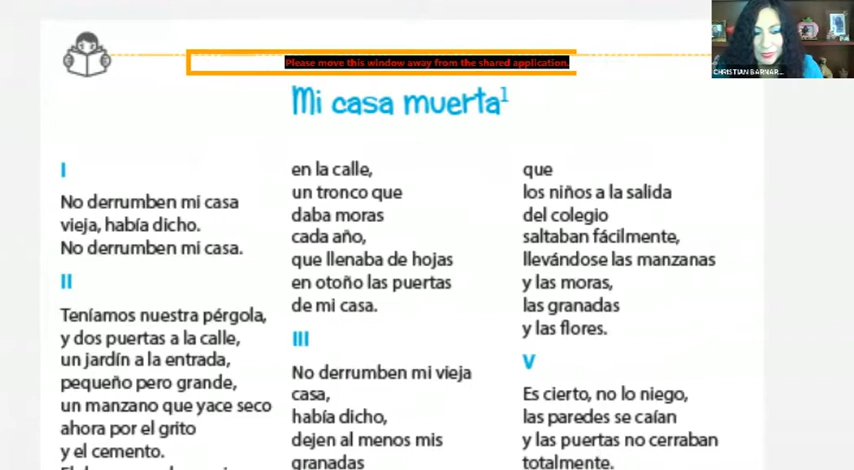 Please move this window away from the shared application.
CHRISTIAN BARNAR...
Mi casa muerta¹
I
No derrumben mi casa
vieja, había dicho.
No derrumben mi casa.
II
Teníamos nuestra pérgola,
y dos puertas a la calle,
un jardín a la entrada,
pequeño pero grande,
un manzano que yace seco
ahora por el grito
y el cemento.
en la calle,
un tronco que
daba moras
cada año,
que llenaba de hojas
en otoño las puertas
de mi casa.
III
No derrumben mi vieja
casa,
había dicho,
dejen al menos mis
granadas
que
los niños a la salida
del colegio
saltaban fácilmente,
llevándose las manzanas
y las moras,
las granadas
y las flores.
V
Es cierto, no lo niego,
las paredes se caían
y las puertas no cerraban
totalmente.